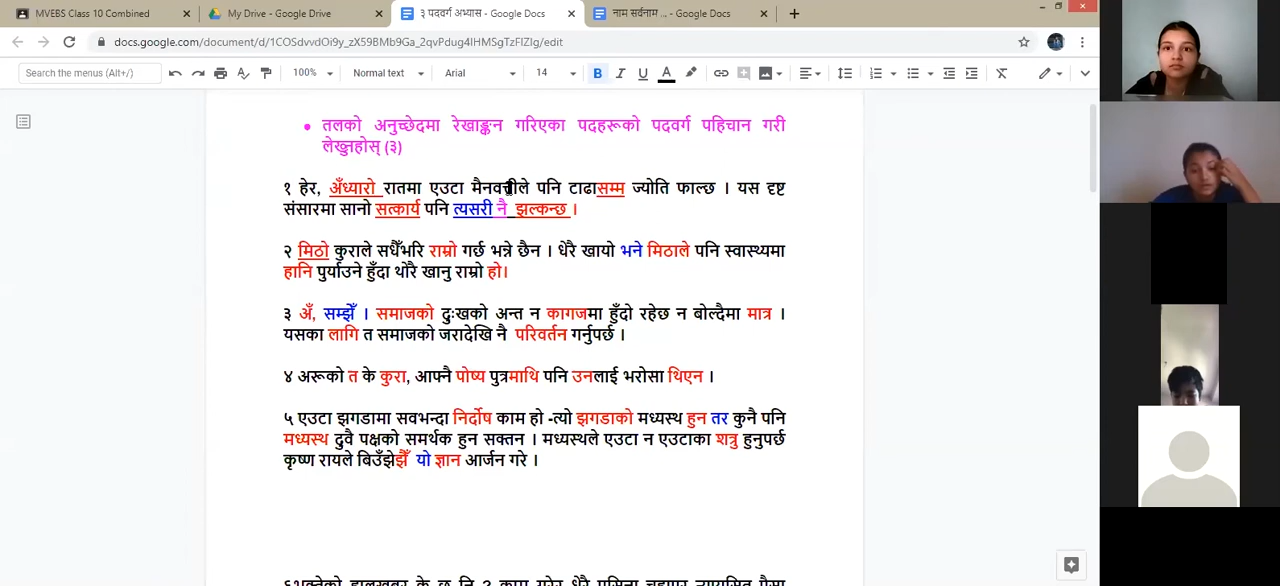 MVEBS Class 10 Combined
My Drive - Google Drive
३ पदवर्ग अभ्यास - Google Docs
नाम सर्वनाम ... - Google Docs
docs.google.com/document/d/1COSdvvdOi9y_zX59BMb9Ga_2qvPdug4IHMSgTzFIZIg/edit
Search the menus (Alt+/)
100%
Normal text
Arial
14
B I U A
तलको अनुच्छेदमा रेखाङ्कन गरिएका पदहरूको पदवर्ग पहिचान गरी
लेख्नुहोस् (३)
१ हेर, अँध्यारो रातमा एउटा मैनवत्तीले पनि टाढासम्म ज्योति फाल्छ । यस दृष्ट
संसारमा सानो सत्कार्य पनि त्यसरी नै झल्कन्छ ।
२ मिठो कुराले सधैँभरि राम्रो गर्छ भन्ने छैन । धेरै खायो भने मिठाले पनि स्वास्थ्यमा
हानि पुर्याउने हुँदा थोरै खानु राम्रो हो।
३ अँ, सम्झेँ । समाजको दुःखको अन्त न कागजमा हुँदो रहेछ न बोल्दैमा मात्र ।
यसका लागि त समाजको जरादेखि नै परिवर्तन गर्नुपर्छ ।
४ अरूको त के कुरा, आफ्नै पोष्य पुत्रमाथि पनि उनलाई भरोसा थिएन ।
५ एउटा झगडामा सवभन्दा निर्दोष काम हो -त्यो झगडाको मध्यस्थ हुन तर कुनै पनि
मध्यस्थ दुवै पक्षको समर्थक हुन सक्तन । मध्यस्थले एउटा न एउटाका शत्रु हुनुपर्छ
कृष्ण रायले बिउँझेझैँ यो ज्ञान आर्जन गरे ।